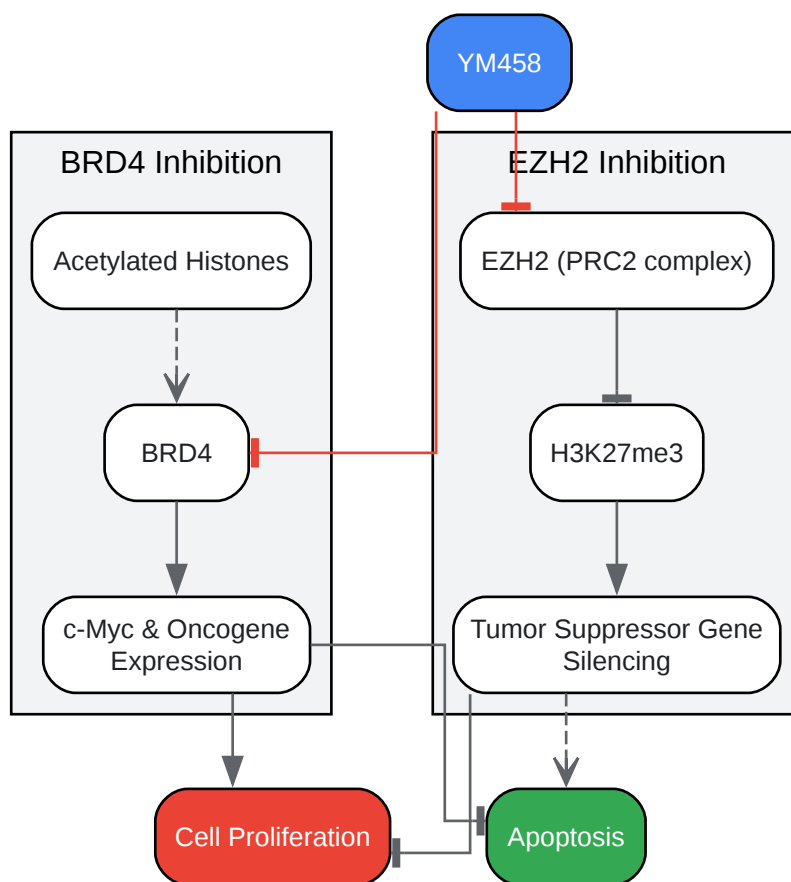 YM458
BRD4 Inhibition
EZH2 Inhibition
Acetylated Histones
EZH2 (PRC2 complex)
BRD4
H3K27me3
c-Myc & Oncogene
Expression
Tumor Suppressor Gene
Silencing
Cell Proliferation
Apoptosis